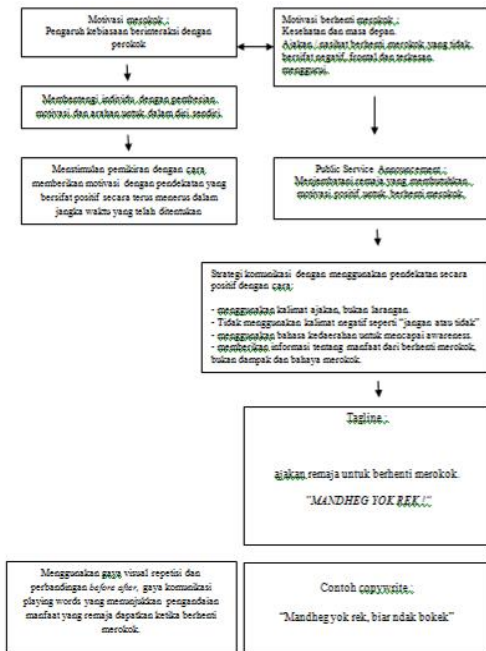 Motivasi merokok :
Pengaruh kebiasaan berinteraksi dengan
perokok
Motivasi berhenti merokok :
Kesehatan dan masa depan.
Ajakan / nasihat berhenti merokok yang tidak
bersifat negatif, frontal dan terkesan
menggurui.
Membentengi individu dengan pemberian
motivasi dan arahan untuk dalam diri sendiri.
Menstimulan pemikiran dengan cara
memberikan motivasi dengan pendekatan yang
bersifat positif secara terus menerus dalam
jangka waktu yang telah ditentukan
Public Service Announcement :
Menjembatani remaja yang membutuhkan
motivasi positif untuk berhenti merokok.
Strategi komunikasi dengan menggunakan pendekatan secara
positif dengan cara:
- menggunakan kalimat ajakan, bukan larangan.
- Tidak menggunakan kalimat negatif seperti "jangan atau tidak"
- menggunakan bahasa kedaerahan untuk mencapai awareness.
- memberikan informasi tentang manfaat dari berhenti merokok,
bukan dampak dan bahaya merokok.
Tagline :
ajakan remaja untuk berhenti merokok.
"MANDHEG YOK REK !"
Menggunakan gaya visual repetisi dan
perbandingan before after, gaya komunikasi
playing words yang menunjukkan pengandaian
manfaat yang remaja dapatkan ketika berhenti
merokok.
Contoh copywrite :
"Mandheg yok rek, biar ndak bokek"